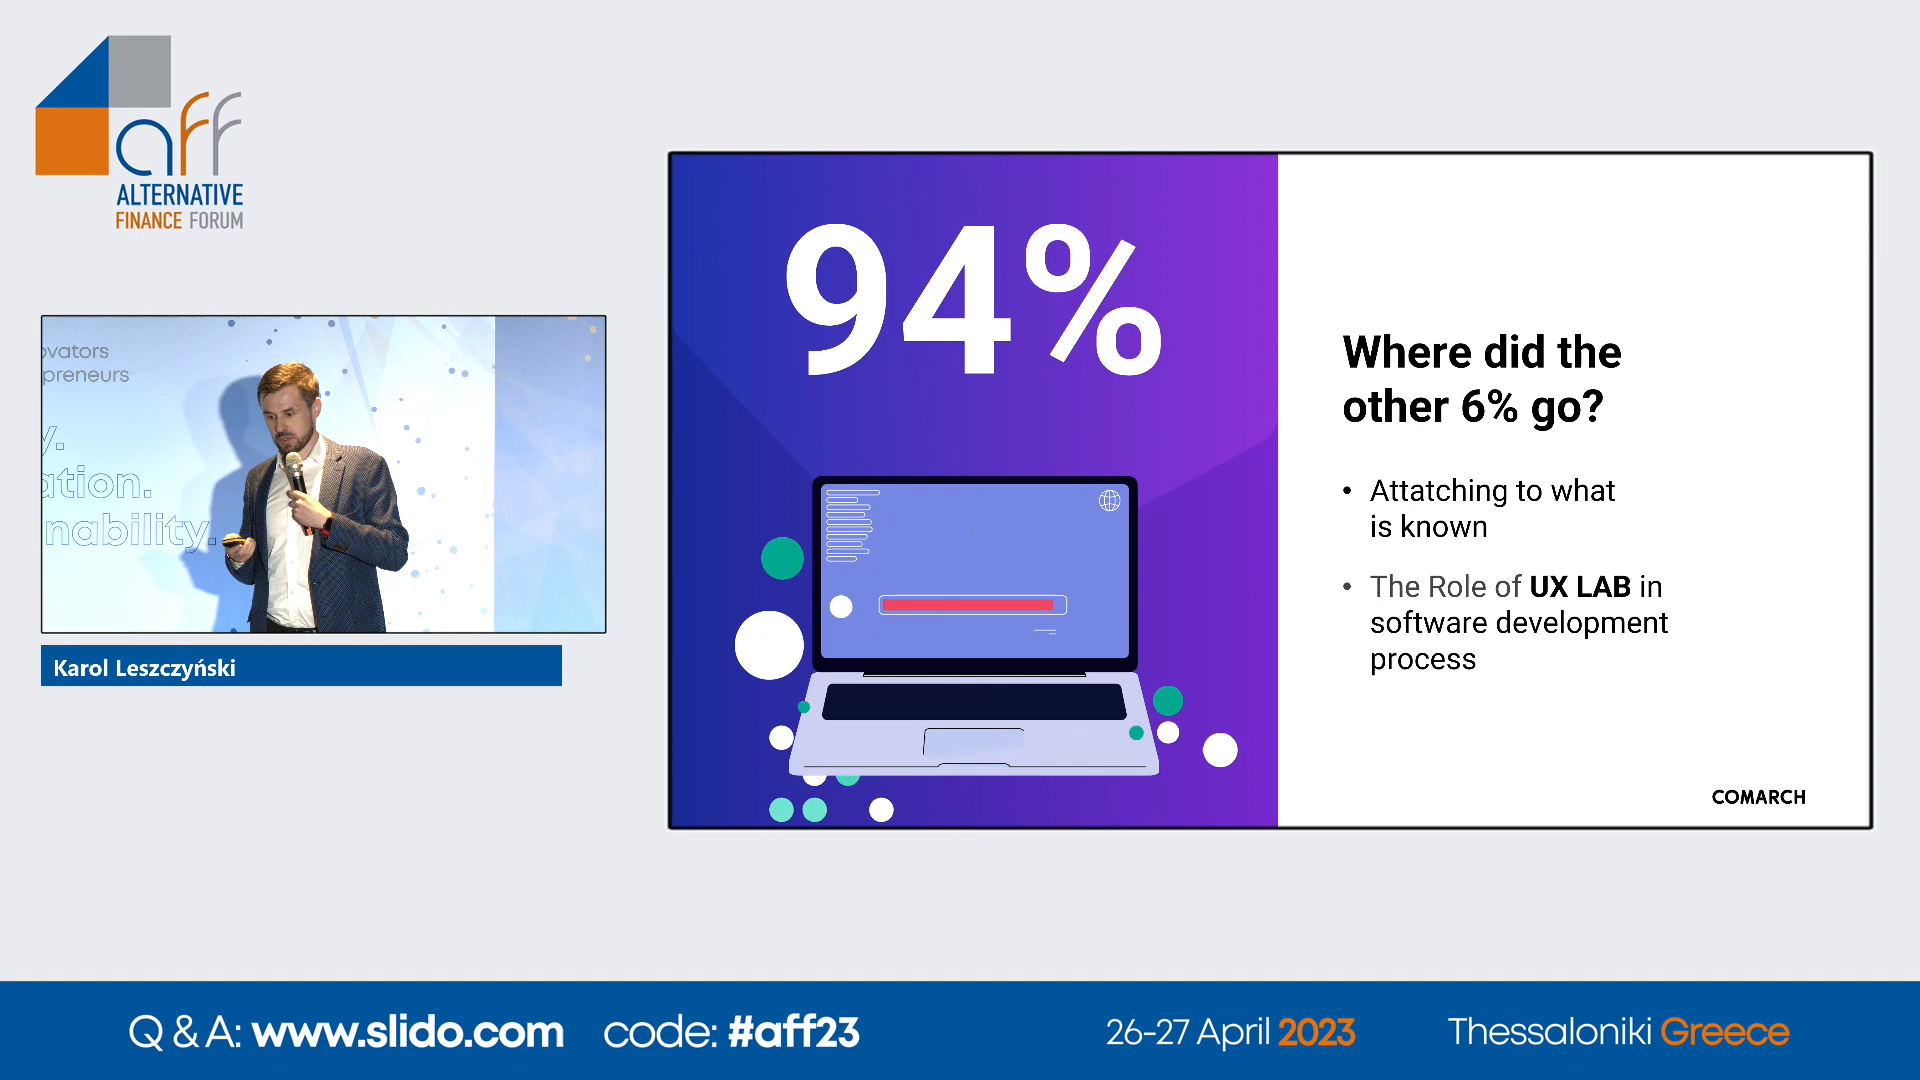 aff
ALTERNATIVE
FINANCE FORUM
ovators
preneurs
y.
ation.
nability.
Karol Leszczyński
94%
Where did the
other 6% go?
• Attatching to what
is known
• The Role of UX LAB in
software development
process
COMARCH
Q & A: www.slido.com code: #aff23 26-27 April 2023 Thessaloniki Greece